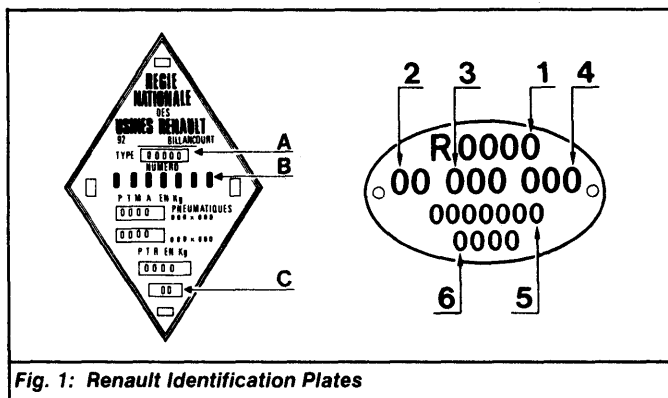 REGIE
NATIONALE
DES
USINES RENAULT
92 BILLANCOURT
TYPE 00000 A
NUMERO
B
P T M A EN Kg
0000 PNEUMATIQUES
000 x 000
0000 000 x 000
P T R EN Kg
0000
00 C
2 3 1 4
R0000
00 000 000
0000000
0000
6 5
Fig. 1: Renault Identification Plates